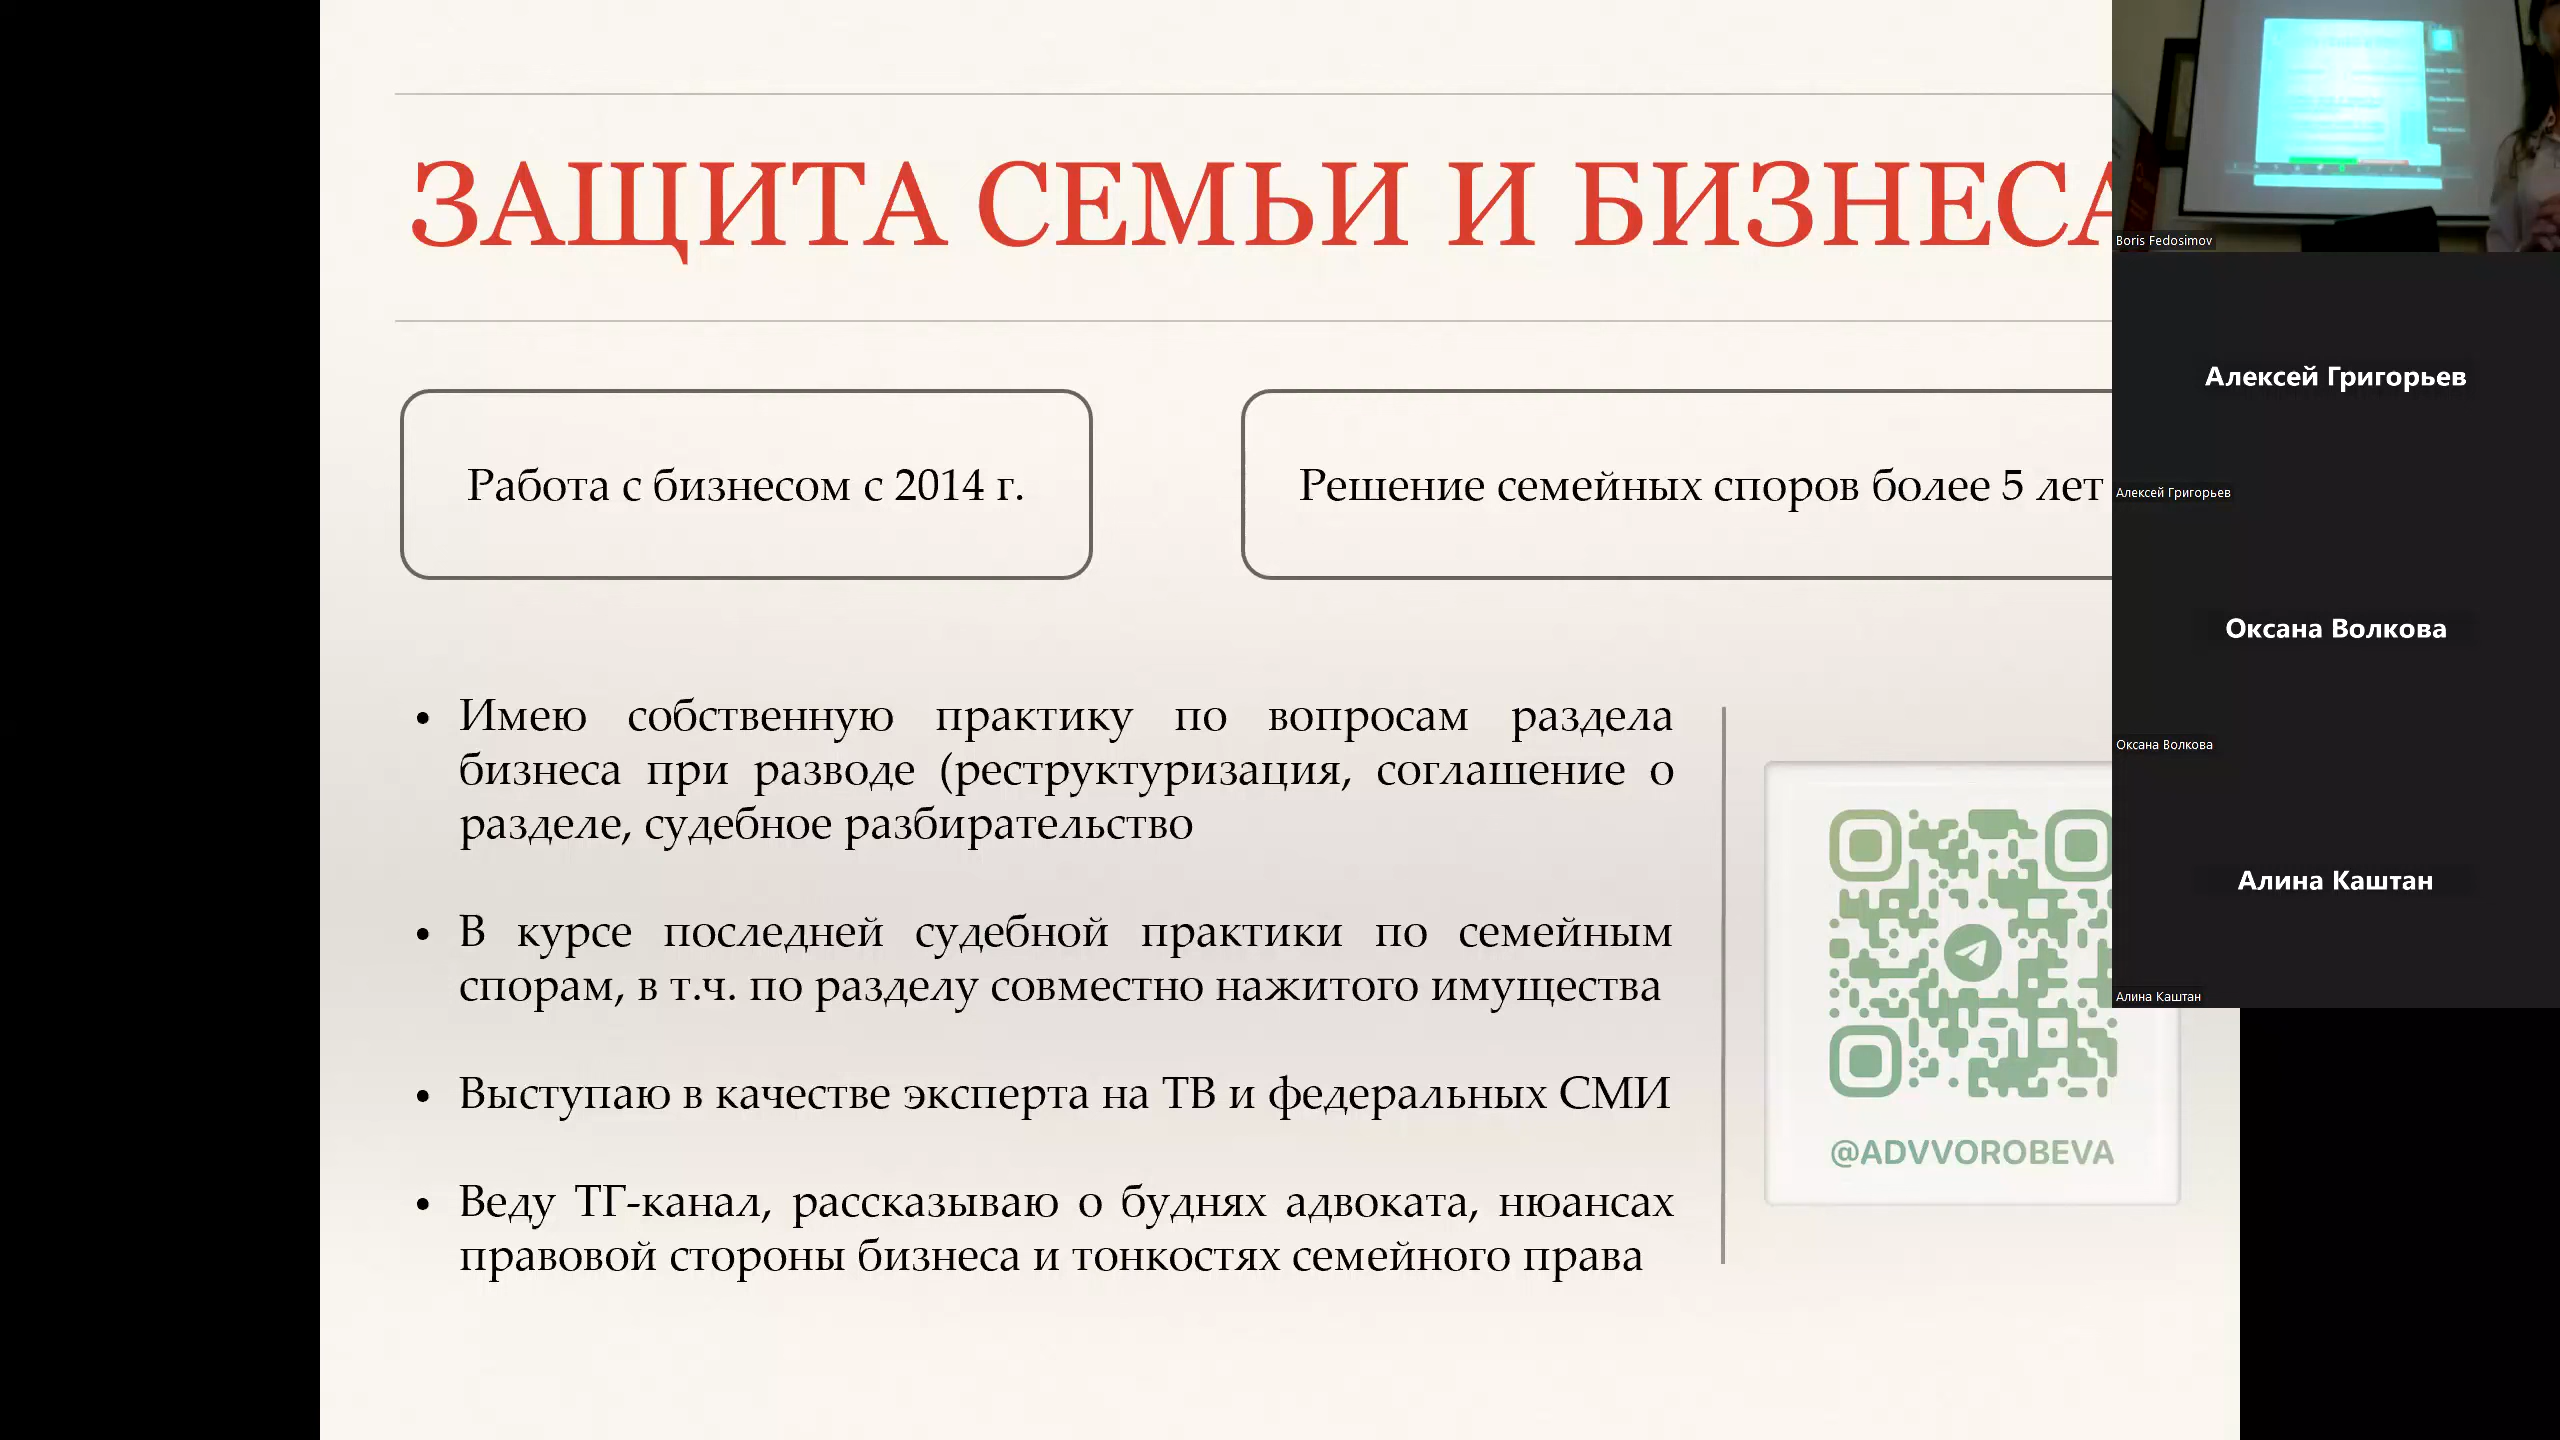 ЗАЩИТА СЕМЬИ И БИЗНЕСА
Работа с бизнесом с 2014 г.
Решение семейных споров более 5 лет
• Имею собственную практику по вопросам раздела
бизнеса при разводе (реструктуризация, соглашение о
разделе, судебное разбирательство
• В курсе последней судебной практики по семейным
спорам, в т.ч. по разделу совместно нажитого имущества
• Выступаю в качестве эксперта на ТВ и федеральных СМИ
• Веду ТГ-канал, рассказываю о буднях адвоката, нюансах
правовой стороны бизнеса и тонкостях семейного права
@ADVVOROBEVA
Boris Fedosimov
Алексей Григорьев
Алексей Григорьев
Оксана Волкова
Оксана Волкова
Алина Каштан
Алина Каштан